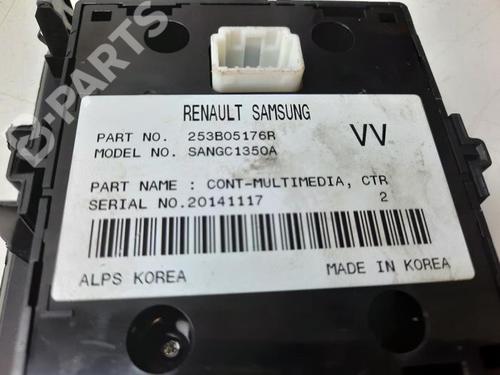 B-PARTS
RENAULT SAMSUNG
PART NO. 253B05176R VV
MODEL NO. SANGC1350A
PART NAME : CONT-MULTIMEDIA, CTR
SERIAL NO.20141117 2
ALPS KOREA MADE IN KOREA